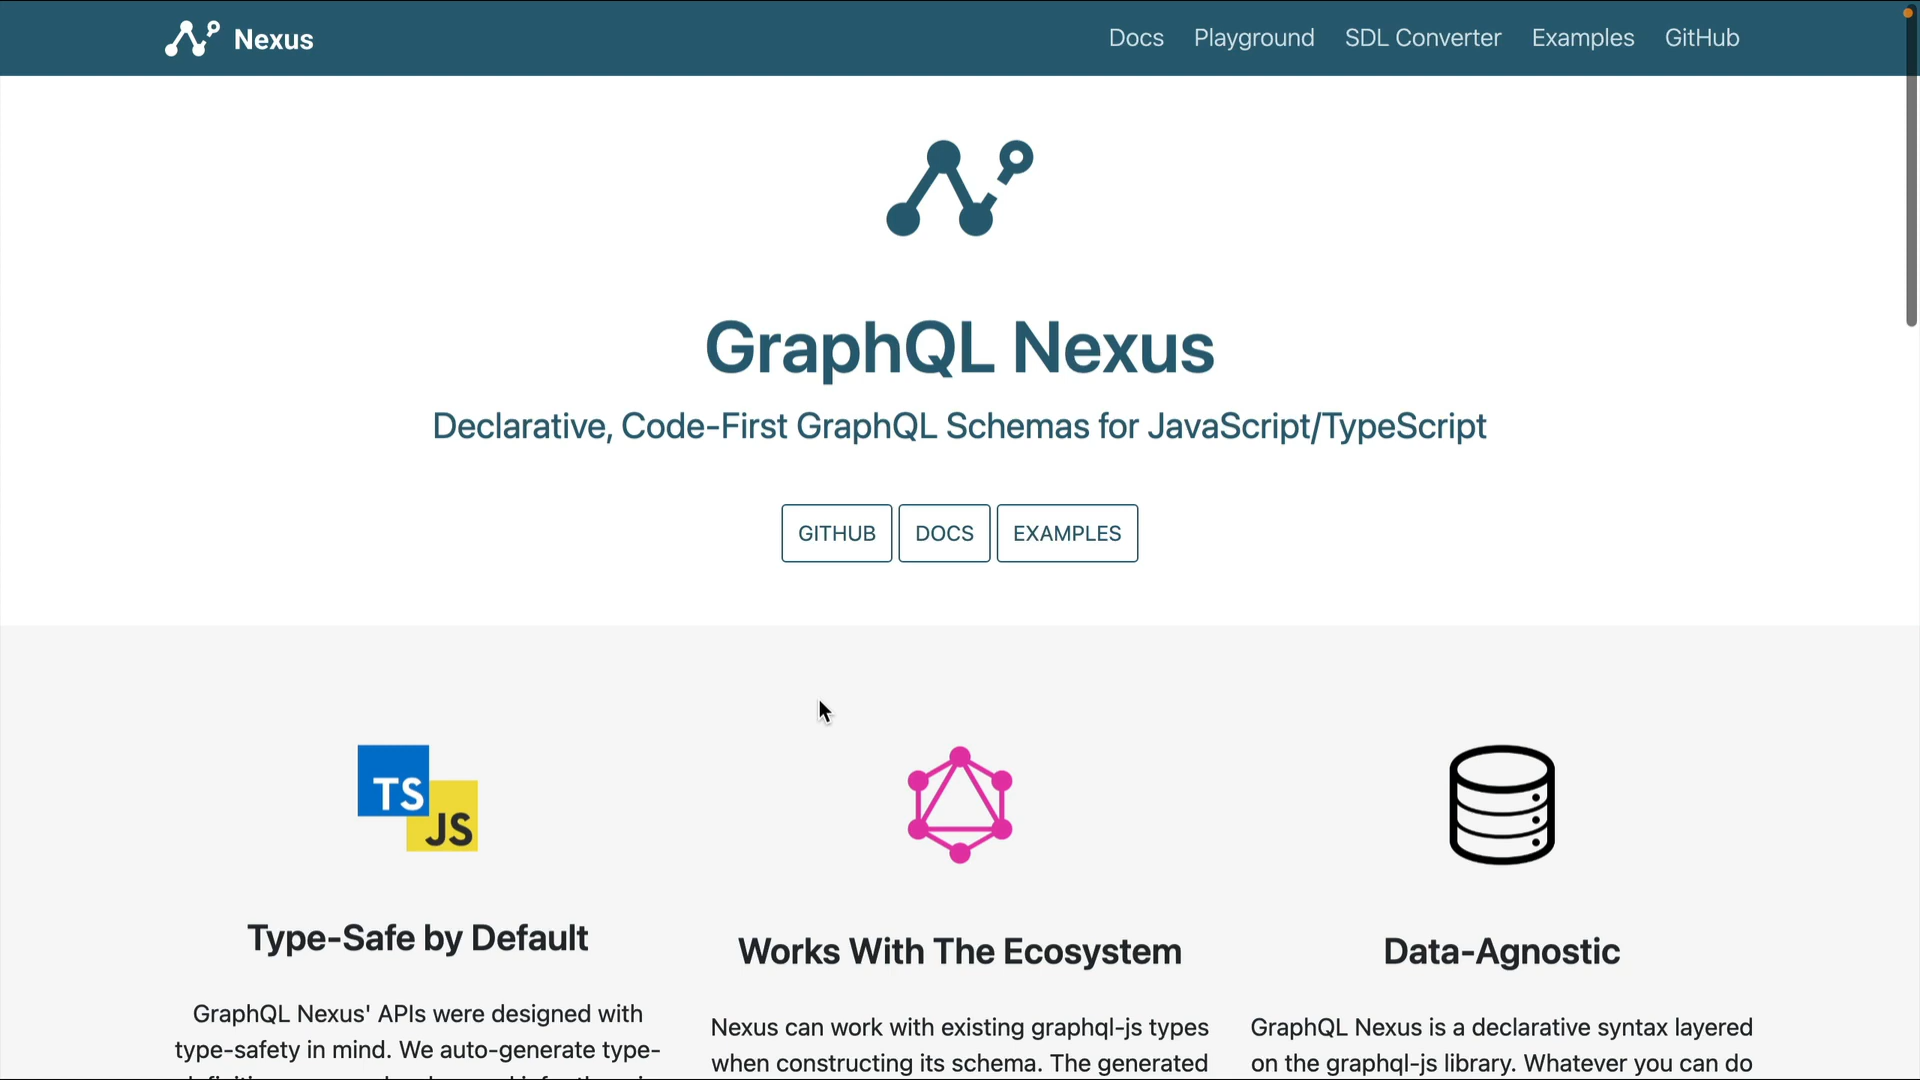 Nexus
Docs Playground SDL Converter Examples GitHub
GraphQL Nexus
Declarative, Code-First GraphQL Schemas for JavaScript/TypeScript
GITHUB DOCS EXAMPLES
TS
JS
Type-Safe by Default
GraphQL Nexus' APIs were designed with
type-safety in mind. We auto-generate type-
Works With The Ecosystem
Nexus can work with existing graphql-js types
when constructing its schema. The generated
Data-Agnostic
GraphQL Nexus is a declarative syntax layered
on the graphql-js library. Whatever you can do